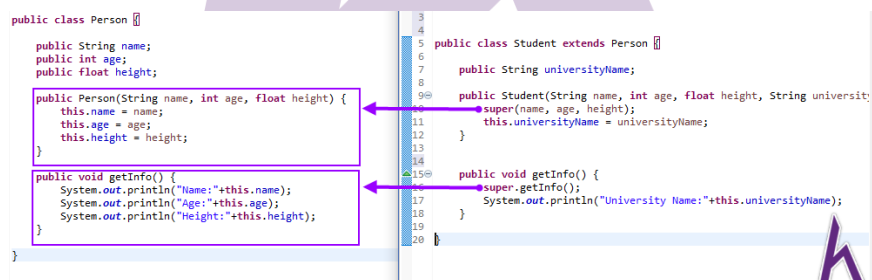 public class Person {
public String name;
public int age;
public float height;
public Person(String name, int age, float height) {
this.name = name;
this.age = age;
this.height = height;
}
public void getInfo() {
System.out.println("Name:"+this.name);
System.out.println("Age:"+this.age);
System.out.println("Height:"+this.height);
}
}
3
4
5 public class Student extends Person {
6
7 public String universityName;
8
9 public Student(String name, int age, float height, String university
10 super(name, age, height);
11 this.universityName = universityName;
12 }
13
14
15 public void getInfo() {
16 super.getInfo();
17 System.out.println("University Name:"+this.universityName);
18 }
19
20 }